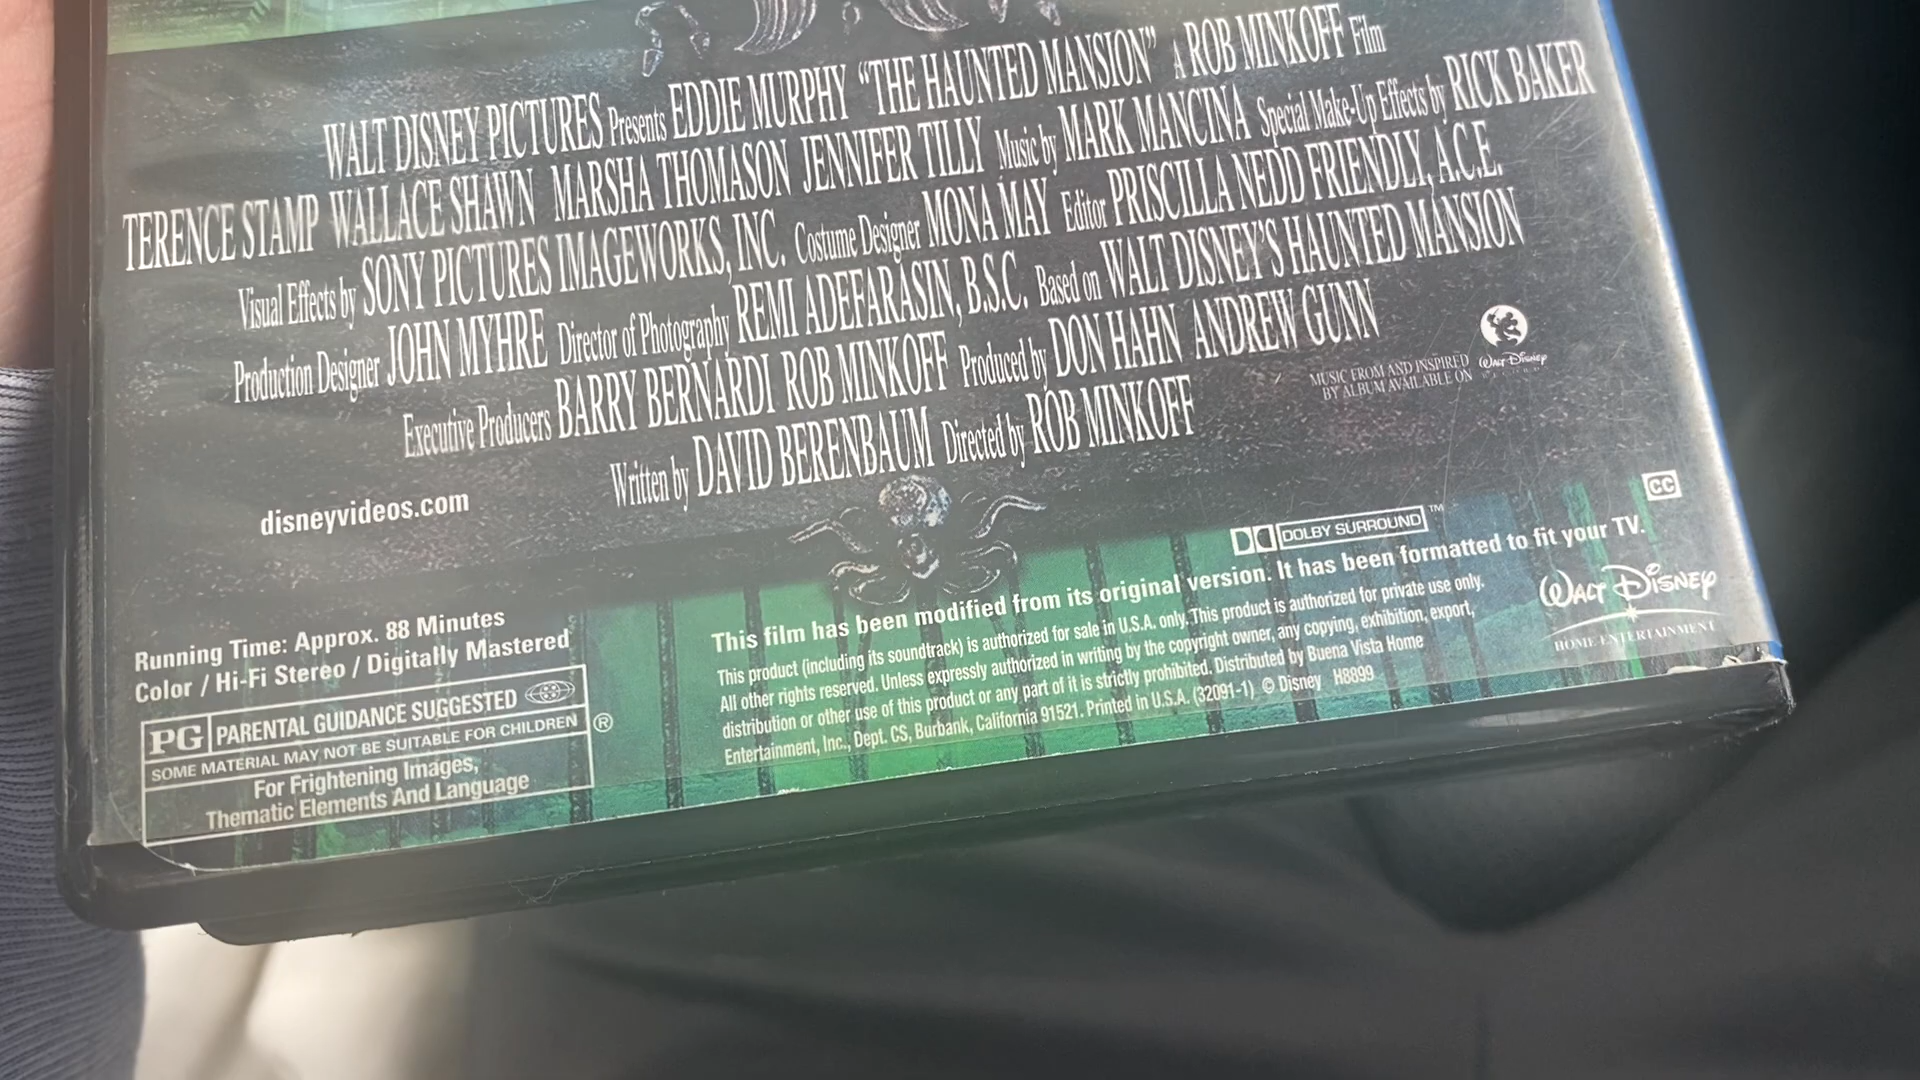 WALT DISNEY PICTURES Presents EDDIE MURPHY “THE HAUNTED MANSION” A ROB MINKOFF Film
TERENCE STAMP WALLACE SHAWN MARSHA THOMASON JENNIFER TILLY Music by MARK MANCINA Special Make-Up Effects by RICK BAKER
Visual Effects by SONY PICTURES IMAGEWORKS, INC. Costume Designer MONA MAY Editor PRISCILLA NEDD FRIENDLY, A.C.E.
Production Designer JOHN MYHRE Director of Photography REMI ADEFARASIN, B.S.C. Based on WALT DISNEY'S HAUNTED MANSION
Executive Producers BARRY BERNARDI ROB MINKOFF Produced by DON HAHN ANDREW GUNN
Written by DAVID BERENBAUM Directed by ROB MINKOFF
MUSIC FROM AND INSPIRED
BY ALBUM AVAILABLE ON
WALT DISNEY
disneyvideos.com
CC
DOLBY SURROUND™
This film has been modified from its original version. It has been formatted to fit your TV.
Running Time: Approx. 88 Minutes
Color / Hi-Fi Stereo / Digitally Mastered
PG PARENTAL GUIDANCE SUGGESTED
SOME MATERIAL MAY NOT BE SUITABLE FOR CHILDREN ®
For Frightening Images,
Thematic Elements And Language
This product (including its soundtrack) is authorized for sale in U.S.A. only. This product is authorized for private use only.
All other rights reserved. Unless expressly authorized in writing by the copyright owner, any copying, exhibition, export,
distribution or other use of this product or any part of it is strictly prohibited. Distributed by Buena Vista Home
Entertainment, Inc., Dept. CS, Burbank, California 91521. Printed in U.S.A. (32091-1) © Disney H8899
WALT DISNEY
HOME ENTERTAINMENT